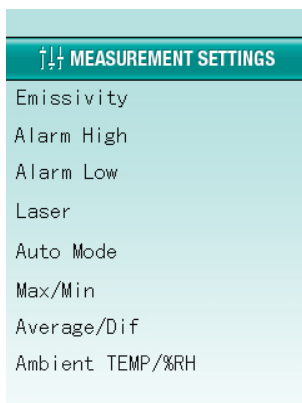 MEASUREMENT SETTINGS
Emissivity
Alarm High
Alarm Low
Laser
Auto Mode
Max/Min
Average/Dif
Ambient TEMP/%RH